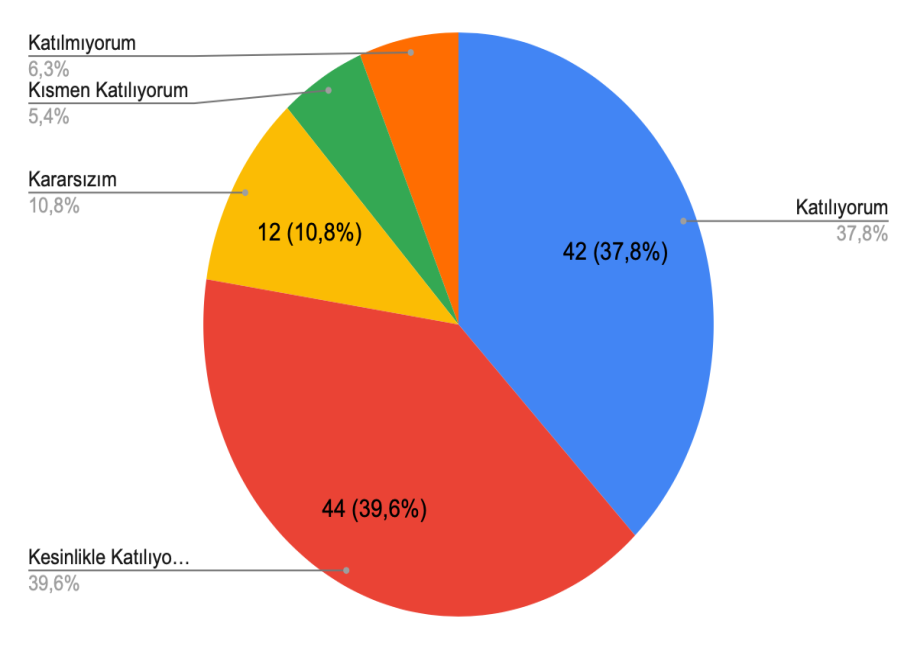 Katılmıyorum
6,3%
Kısmen Katılıyorum
5,4%
Kararsızım
10,8%
12 (10,8%)
Katılıyorum
37,8%
42 (37,8%)
44 (39,6%)
Kesinlikle Katılıyo...
39,6%